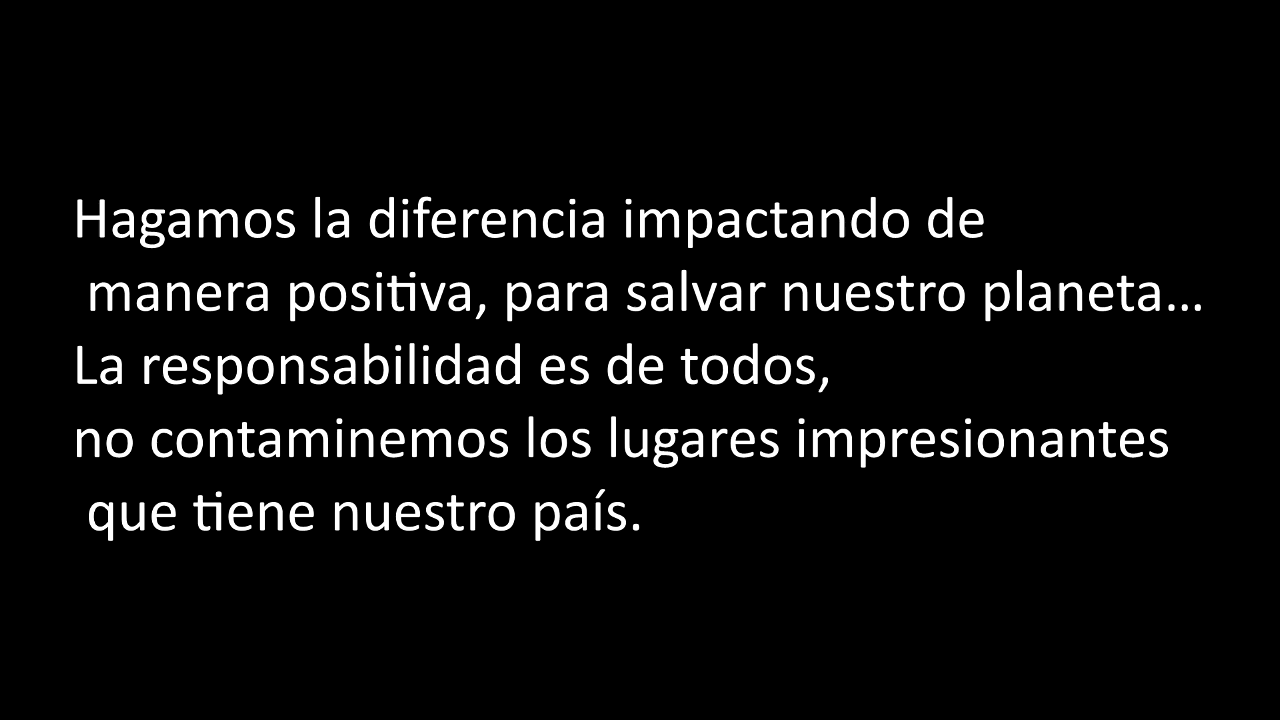 Hagamos la diferencia impactando de
manera positiva, para salvar nuestro planeta...
La responsabilidad es de todos,
no contaminemos los lugares impresionantes
que tiene nuestro país.